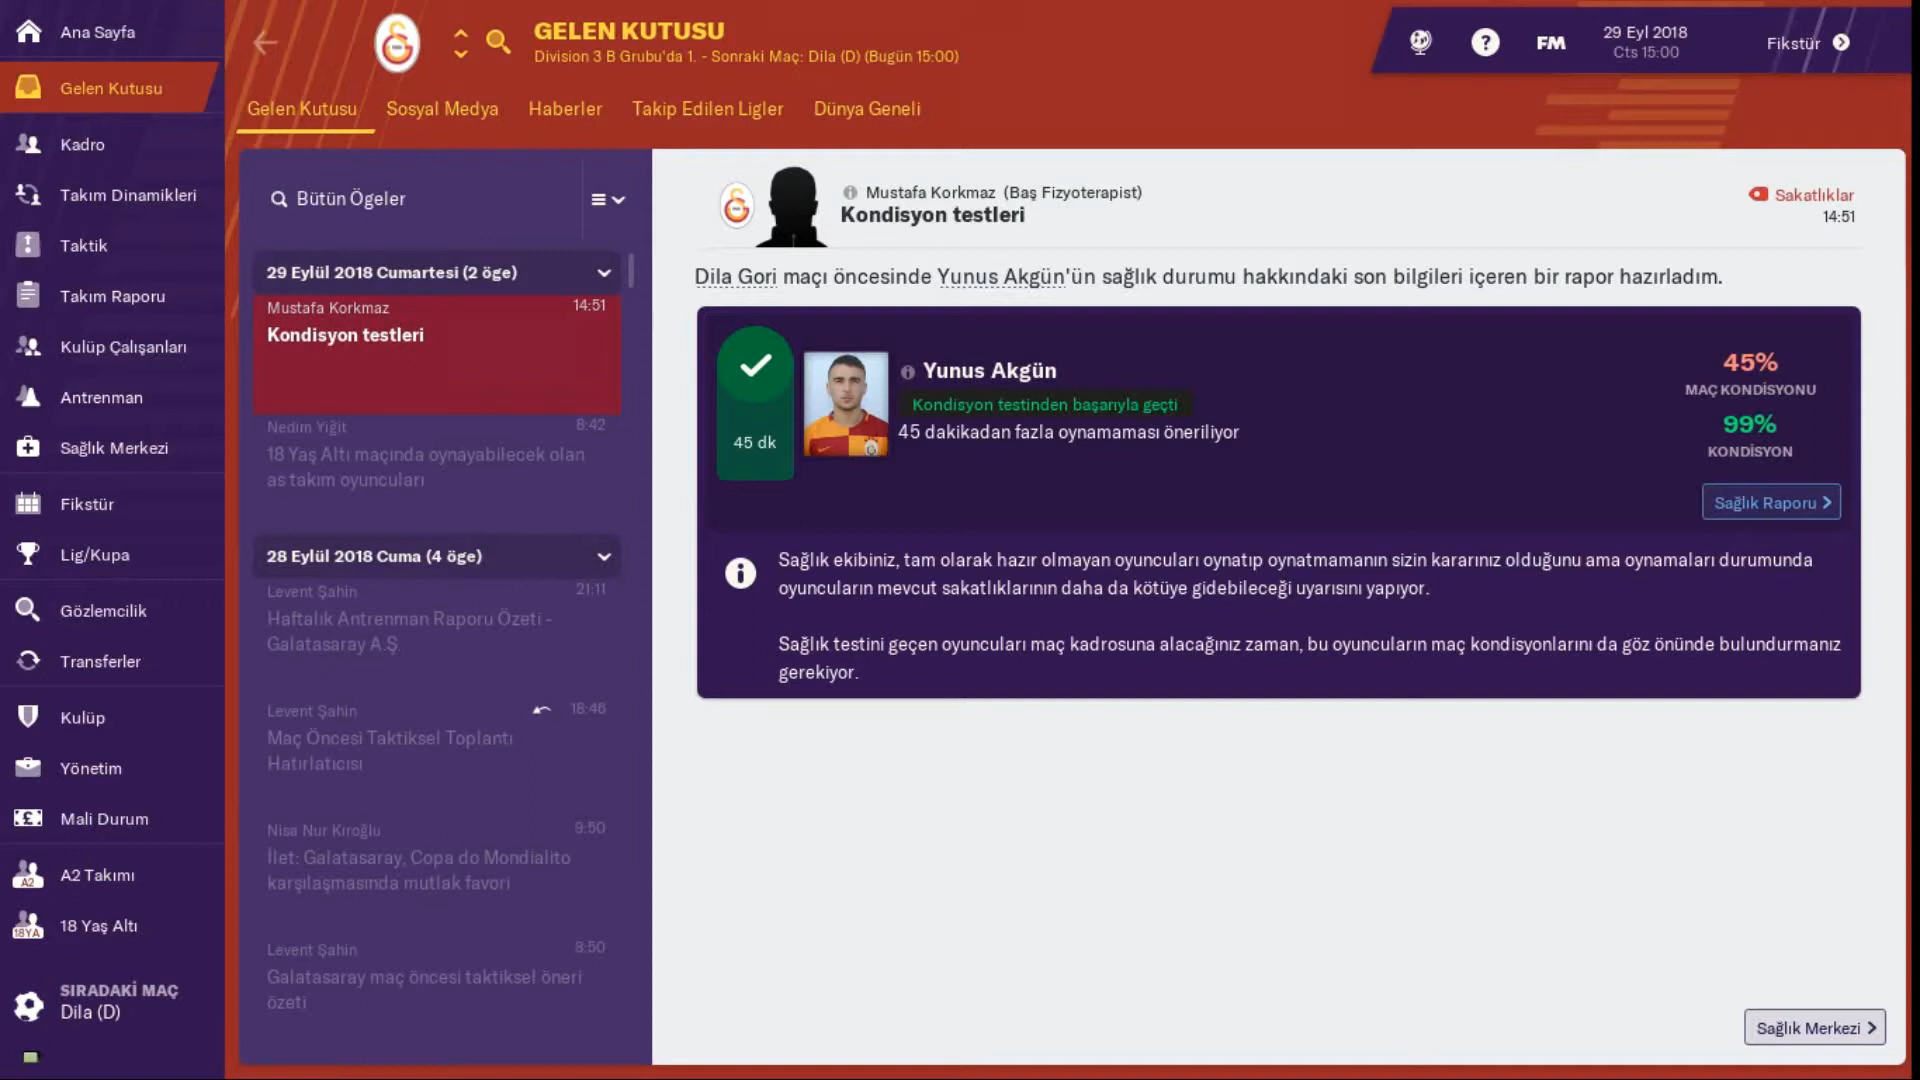 Ana Sayfa
Gelen Kutusu
Kadro
Takım Dinamikleri
Taktik
Takım Raporu
Kulüp Çalışanları
Antrenman
Sağlık Merkezi
Fikstür
Lig/Kupa
Gözlemcilik
Transferler
Kulüp
Yönetim
Mali Durum
A2
A2 Takımı
18YA
18 Yaş Altı
SIRADAKİ MAÇ
Dila (D)
GELEN KUTUSU
Division 3 B Grubu'da 1. - Sonraki Maç: Dila (D) (Bugün 15:00)
FM
29 Eyl 2018
Cts 15:00
Fikstür
Gelen Kutusu
Sosyal Medya
Haberler
Takip Edilen Ligler
Dünya Geneli
Bütün Ögeler
29 Eylül 2018 Cumartesi (2 öge)
Mustafa Korkmaz 14:51
Kondisyon testleri
Nedim Yiğit 8:42
18 Yaş Altı maçında oynayabilecek olan
as takım oyuncuları
28 Eylül 2018 Cuma (4 öge)
Levent Şahin 21:11
Haftalık Antrenman Raporu Özeti -
Galatasaray A.Ş.
Levent Şahin 18:46
Maç Öncesi Taktiksel Toplantı
Hatırlatıcısı
Nisa Nur Kıroğlu 9:50
İlet: Galatasaray, Copa do Mondialito
karşılaşmasında mutlak favori
Levent Şahin 8:50
Galatasaray maç öncesi taktiksel öneri
özeti
Mustafa Korkmaz (Baş Fizyoterapist)
Kondisyon testleri
Sakatlıklar
14:51
Dila Gori maçı öncesinde Yunus Akgün'ün sağlık durumu hakkındaki son bilgileri içeren bir rapor hazırladım.
45 dk
Yunus Akgün
Kondisyon testinden başarıyla geçti
45 dakikadan fazla oynamaması öneriliyor
45%
MAÇ KONDİSYONU
99%
KONDİSYON
Sağlık Raporu
Sağlık ekibiniz, tam olarak hazır olmayan oyuncuları oynatıp oynatmamanın sizin kararınız olduğunu ama oynamaları durumunda
oyuncuların mevcut sakatlıklarının daha da kötüye gidebileceği uyarısını yapıyor.
Sağlık testini geçen oyuncuları maç kadrosuna alacağınız zaman, bu oyuncuların maç kondisyonlarını da göz önünde bulundurmanız
gerekiyor.
Sağlık Merkezi